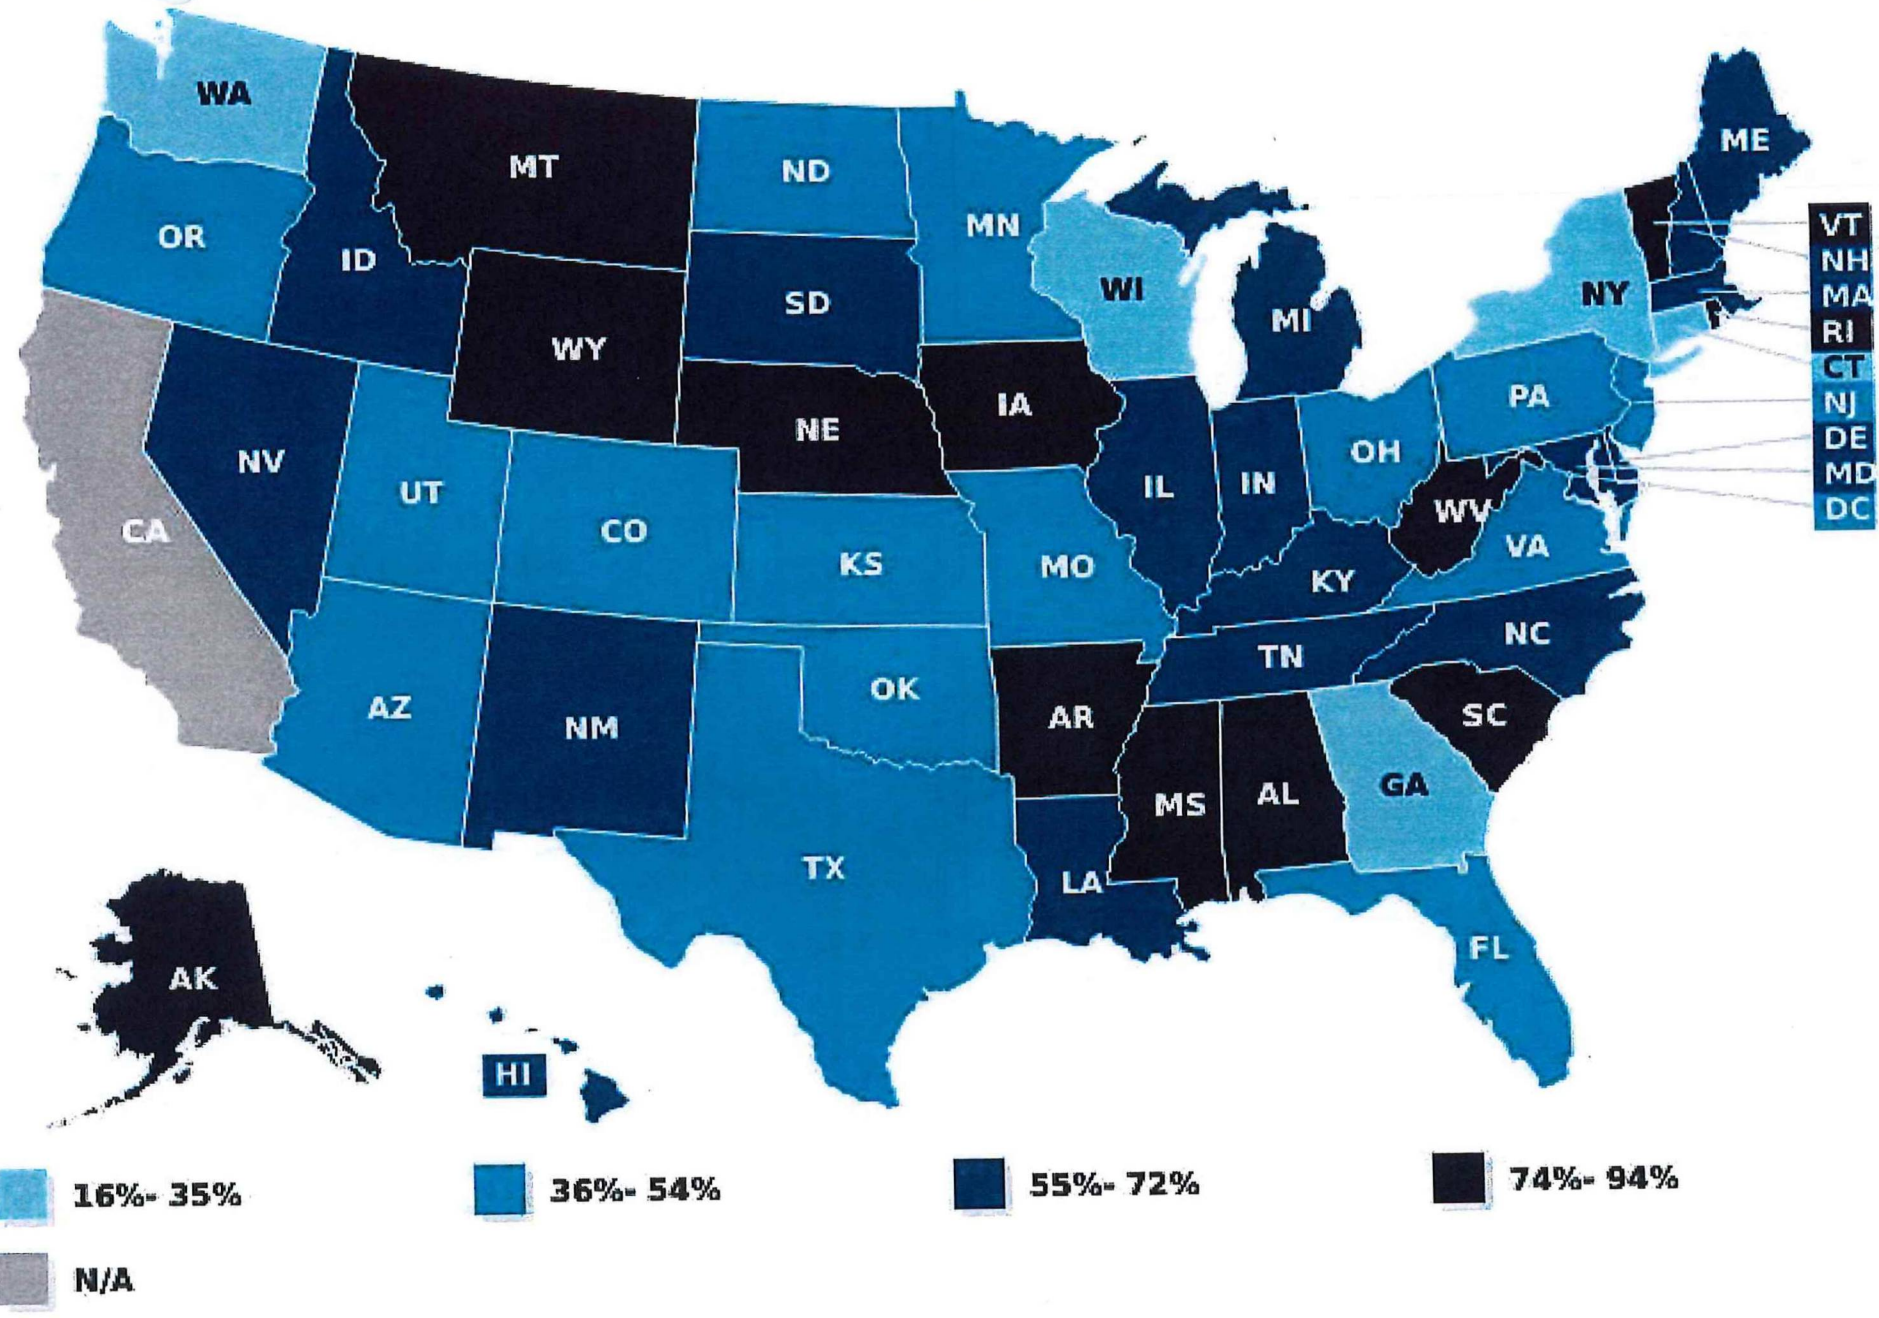 WA
MT
ND
MN
ME
OR
ID
SD
WI
MI
NY
VT
NH
MA
RI
CT
NJ
DE
MD
DC
WY
NE
IA
PA
NV
UT
CO
KS
MO
IL
IN
OH
WV
VA
KY
CA
AZ
NM
OK
AR
TN
NC
SC
MS
AL
GA
TX
LA
FL
AK
HI
16%- 35%
36%- 54%
55%- 72%
74%- 94%
N/A